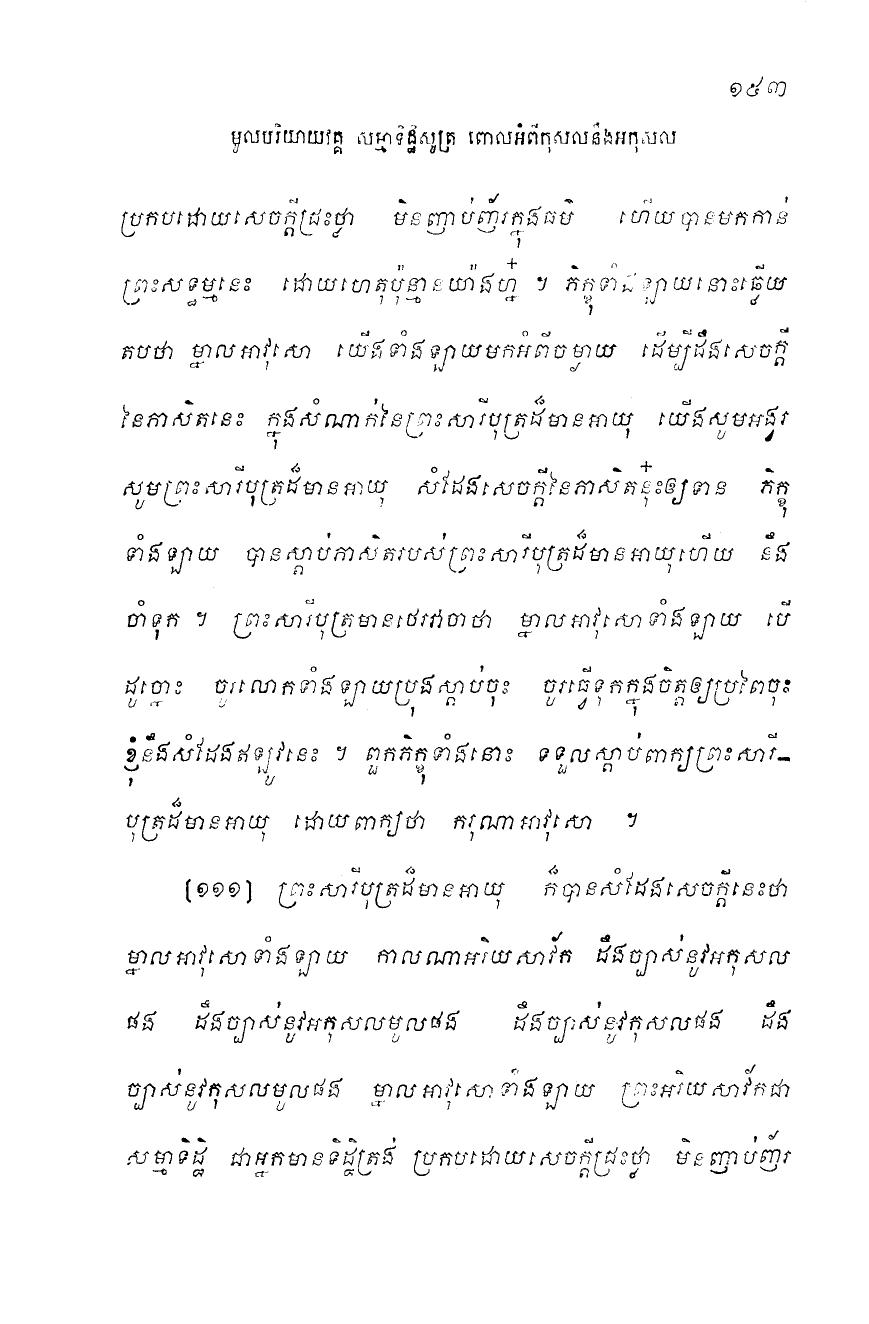 ១៥៣
មូលបរិយាយវគ្គ សម្មាទិដ្ឋិសូត្រ ពោលអំពីកុសលនិងអកុសល
ប្រកបដោយសេចក្តីជ្រះថ្លា មិនញាប់ញ័រក្នុងធម៌ ហើយបានមកកាន់
ព្រះសទ្ធម្មនេះ ដោយហេតុប៉ុន្មានយ៉ាងហ្ន៎ ។ ភិក្ខុទាំងឡាយនោះធ្វើយ
តបថា ម្នាលអាវុសោ យើងទាំងឡាយមកអំពីចម្ងាយ ដើម្បីដឹងសេចក្តី
នៃភាសិតនេះ ក្នុងសំណាក់នៃព្រះសារីបុត្រដ៏មានអាយុ យើងសូមអង្វរ
សូមព្រះសារីបុត្រដ៏មានអាយុ សំដែងសេចក្តីនៃភាសិតនុ៎ះឲ្យទាន ភិក្ខុ
ទាំងឡាយ បានស្តាប់ភាសិតរបស់ព្រះសារីបុត្រដ៏មានអាយុហើយ នឹង
ចាំទុក ។ ព្រះសារីបុត្រមានថេរវាចាថា ម្នាលអាវុសោទាំងឡាយ បើ
ដូច្នោះ ចូរលោកទាំងឡាយប្រុងស្តាប់ចុះ ចូរធ្វើទុកក្នុងចិត្តឲ្យប្រពៃចុះ
ខ្ញុំនឹងសំដែងឥឡូវនេះ ។ ពួកភិក្ខុទាំងនោះ ទទួលស្តាប់ពាក្យព្រះសារី-
បុត្រដ៏មានអាយុ ដោយពាក្យថា ករុណាអាវុសោ ។
(១១១) ព្រះសារីបុត្រដ៏មានអាយុ ក៏បានសំដែងសេចក្តីនេះថា
ម្នាលអាវុសោទាំងឡាយ កាលណាអរិយសាវ័ក ដឹងច្បាស់នូវអកុសល
ផង ដឹងច្បាស់នូវអកុសលមូលផង ដឹងច្បាស់នូវកុសលផង ដឹង
ច្បាស់នូវកុសលមូលផង ម្នាលអាវុសោទាំងឡាយ ព្រះអរិយសាវ័កជា
សម្មាទិដ្ឋិ ជាអ្នកមានទិដ្ឋិត្រង់ ប្រកបដោយសេចក្តីជ្រះថ្លា មិនញាប់ញ័រ